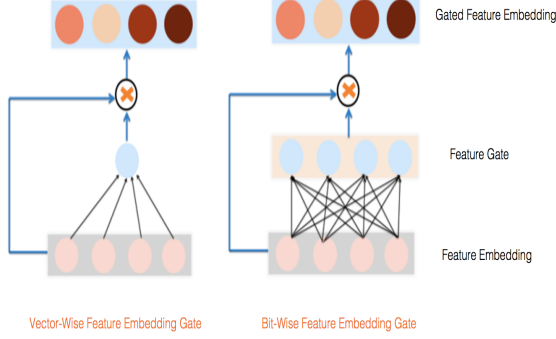 Gated Feature Embedding
Feature Gate
Feature Embedding
Vector-Wise Feature Embedding Gate
Bit-Wise Feature Embedding Gate